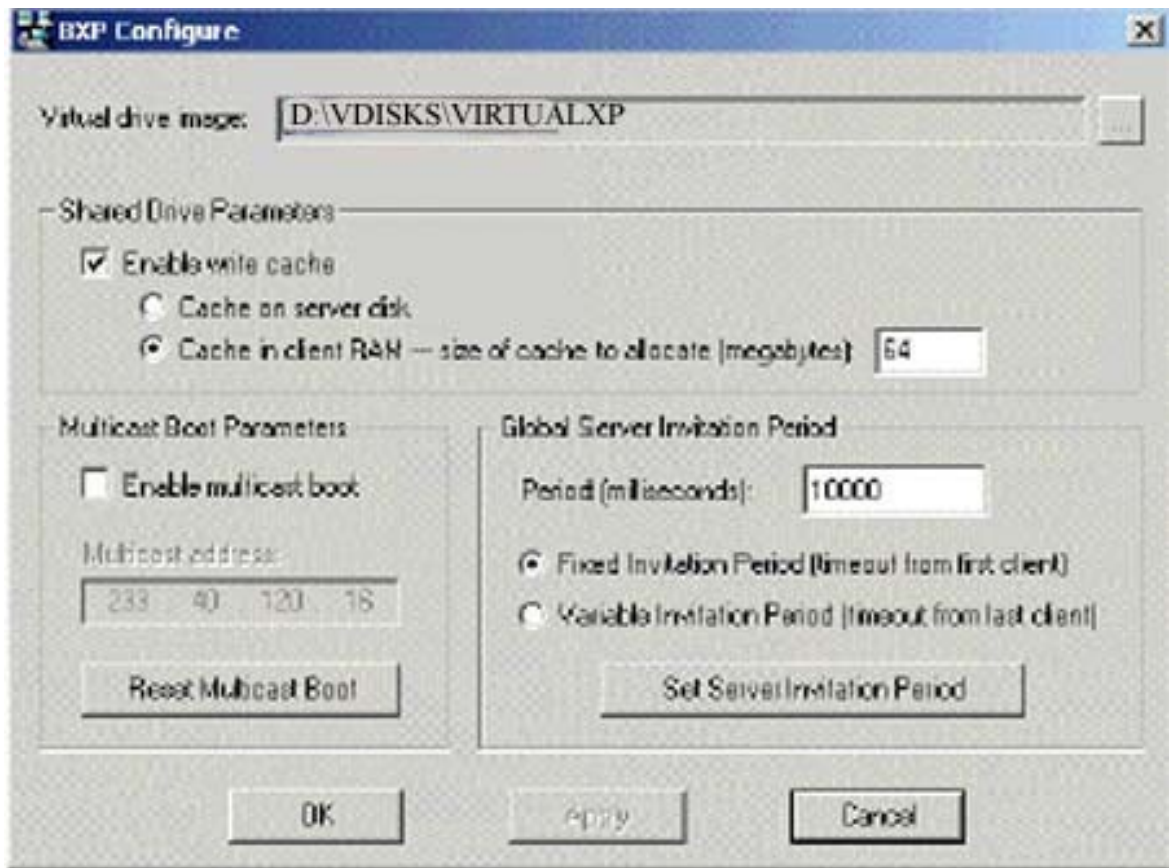 BXP Configure
Virtual drive image: D:\VDISKS\VIRTUALXP ...
Shared Drive Parameters
Enable write cache
Cache on server disk
Cache in client RAM -- size of cache to allocate (megabytes) 64
Multicast Boot Parameters
Enable multicast boot
Multicast address:
233 40 120 16
Reset Multicast Boot
Global Server Invitation Period
Period (miliseconds): 10000
Fixed Invitation Period (timeout from first client)
Variable Invitation Period (timeout from last client)
Set Server Invitation Period
OK
Apply
Cancel